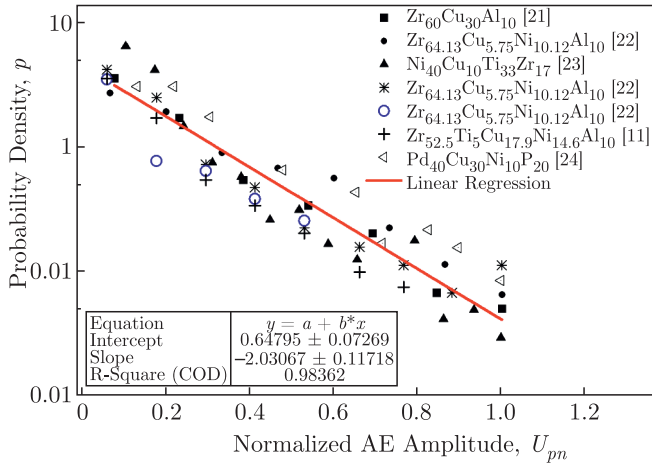 Probability Density, p
10
1
0.01
0.01
0
0.2
0.4
0.6
0.8
1.0
1.2
Normalized AE Amplitude, Uₚₙ
Zr₆₀Cu₃₀Al₁₀ [21]
Zr₆₄.₁₃Cu₅.₇₅Ni₁₀.₁₂Al₁₀ [22]
Ni₄₀Cu₁₀Ti₃₃Zr₁₇ [23]
Zr₆₄.₁₃Cu₅.₇₅Ni₁₀.₁₂Al₁₀ [22]
Zr₆₄.₁₃Cu₅.₇₅Ni₁₀.₁₂Al₁₀ [22]
Zr₅₂.₅Ti₅Cu₁₇.₉Ni₁₄.₆Al₁₀ [11]
Pd₄₀Cu₃₀Ni₁₀P₂₀ [24]
Linear Regression
Equation y = a + b*x
Intercept 0.64795 ± 0.07269
Slope −2.03067 ± 0.11718
R-Square (COD) 0.98362